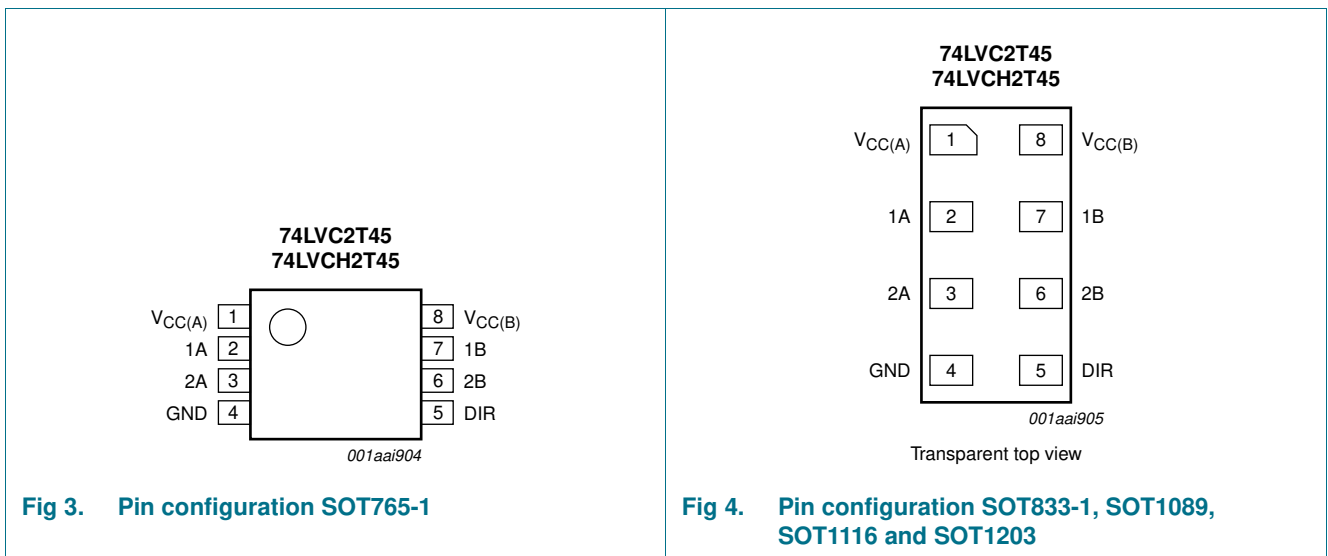 74LVC2T45
74LVCH2T45
VCC(A) 1 8 VCC(B)
1A 2 7 1B
2A 3 6 2B
GND 4 5 DIR
001aai904
Fig 3. Pin configuration SOT765-1
74LVC2T45
74LVCH2T45
VCC(A) 1 8 VCC(B)
1A 2 7 1B
2A 3 6 2B
GND 4 5 DIR
001aai905
Transparent top view
Fig 4. Pin configuration SOT833-1, SOT1089,
SOT1116 and SOT1203